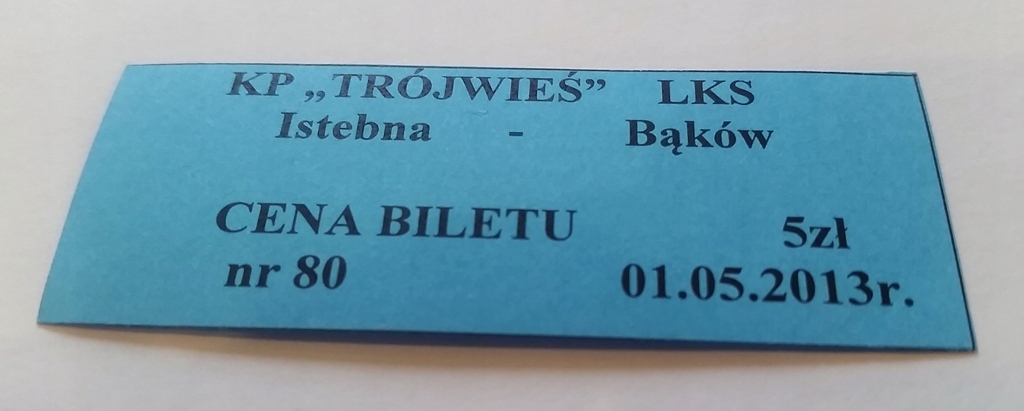 KP „TRÓJWIEŚ” LKS
Istebna - Bąków
CENA BILETU 5zł
nr 80 01.05.2013r.